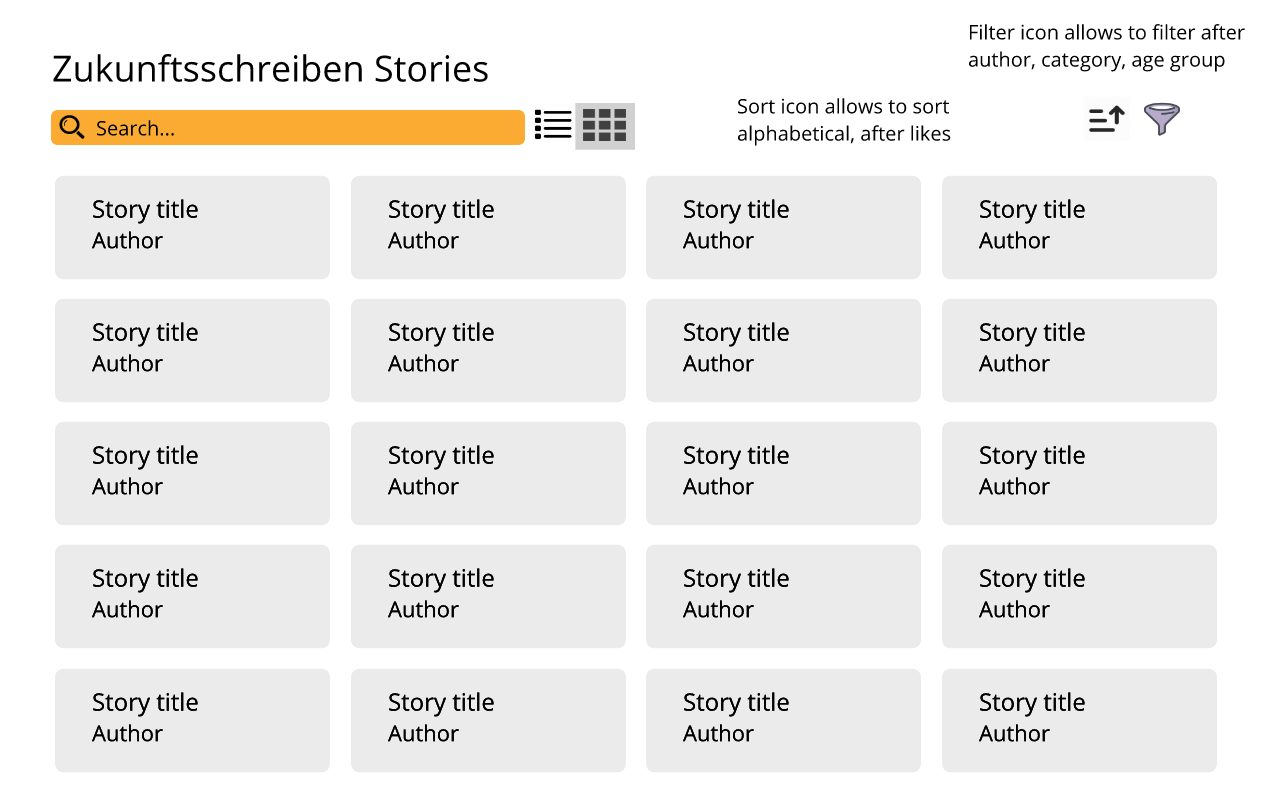 Filter icon allows to filter after
author, category, age group
Zukunftsschreiben Stories
Sort icon allows to sort
alphabetical, after likes
Search...
Story title
Author
Story title
Author
Story title
Author
Story title
Author
Story title
Author
Story title
Author
Story title
Author
Story title
Author
Story title
Author
Story title
Author
Story title
Author
Story title
Author
Story title
Author
Story title
Author
Story title
Author
Story title
Author
Story title
Author
Story title
Author
Story title
Author
Story title
Author